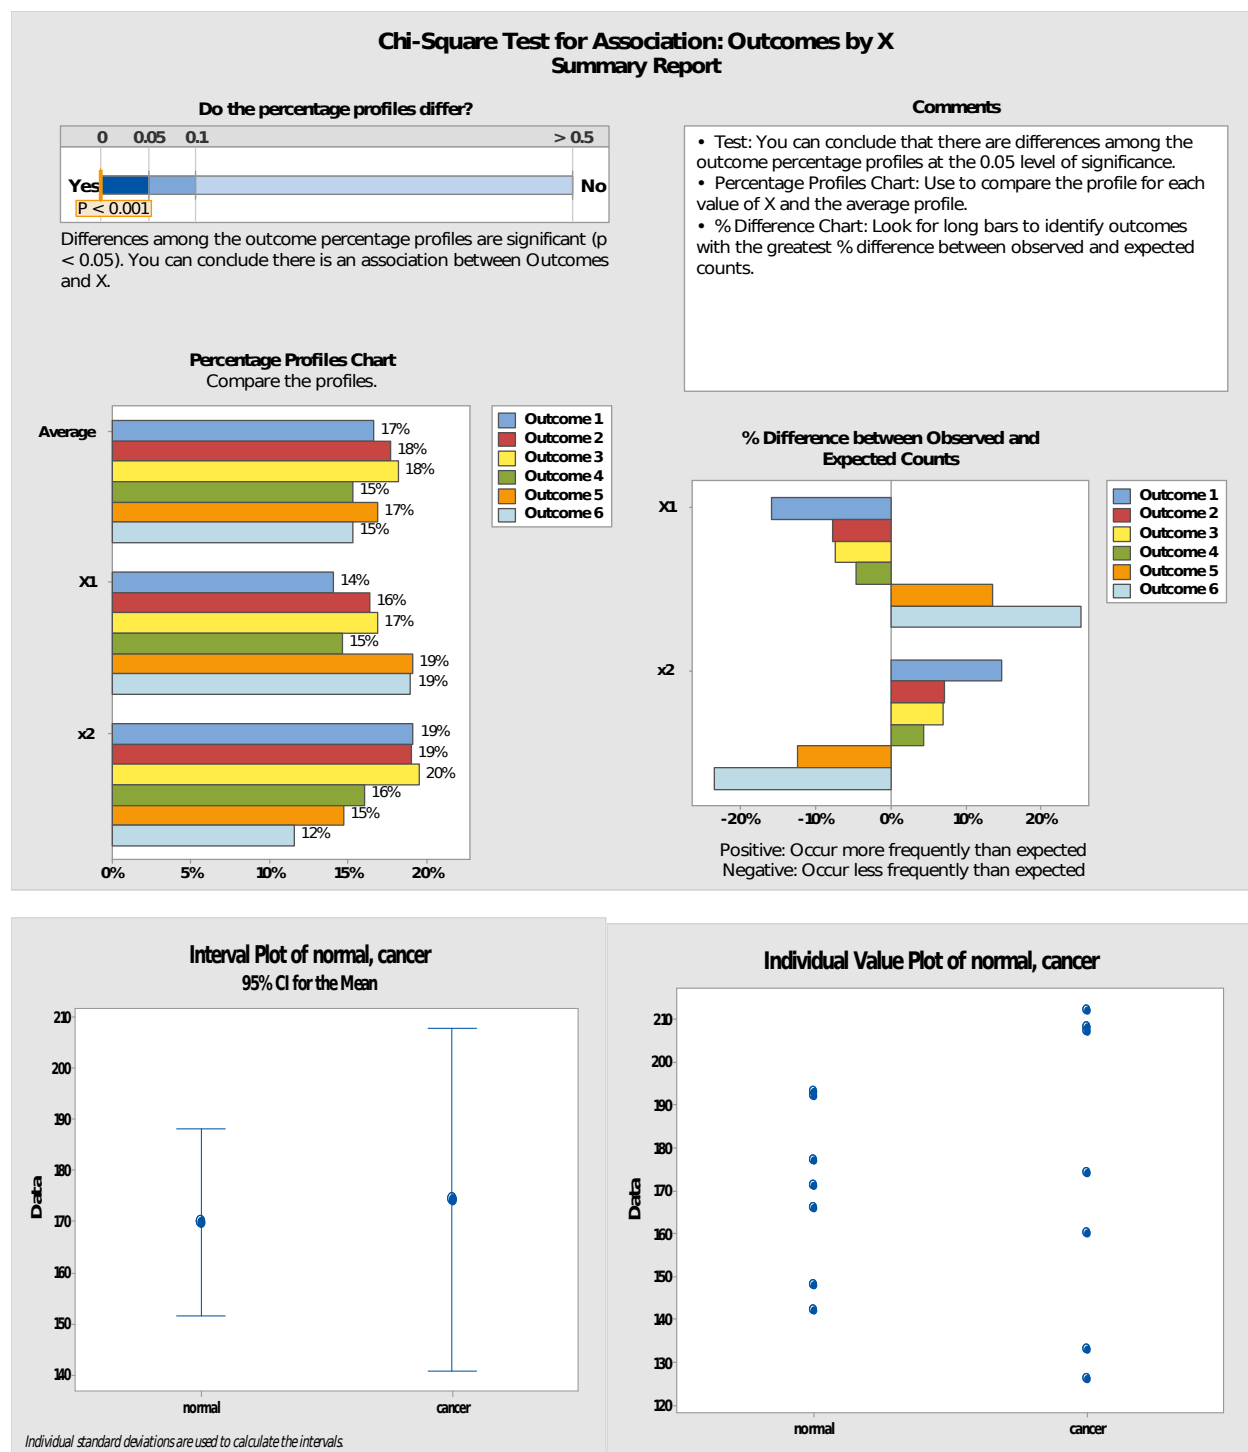 Chi-Square Test for Association: Outcomes by X
Summary Report
Do the percentage profiles differ?
0 0.05 0.1 > 0.5
Yes No
P < 0.001
Differences among the outcome percentage profiles are significant (p
< 0.05). You can conclude there is an association between Outcomes
and X.
Comments
• Test: You can conclude that there are differences among the
outcome percentage profiles at the 0.05 level of significance.
• Percentage Profiles Chart: Use to compare the profile for each
value of X and the average profile.
• % Difference Chart: Look for long bars to identify outcomes
with the greatest % difference between observed and expected
counts.
Percentage Profiles Chart
Compare the profiles.
Average
17%
18%
18%
15%
17%
15%
X1
14%
16%
17%
15%
19%
19%
x2
19%
19%
20%
16%
15%
12%
0% 5% 10% 15% 20%
Outcome 1
Outcome 2
Outcome 3
Outcome 4
Outcome 5
Outcome 6
% Difference between Observed and
Expected Counts
X1
x2
-20% -10% 0% 10% 20%
Outcome 1
Outcome 2
Outcome 3
Outcome 4
Outcome 5
Outcome 6
Positive: Occur more frequently than expected
Negative: Occur less frequently than expected
Interval Plot of normal, cancer
95% CI for the Mean
Data
210
200
190
180
170
160
150
140
normal cancer
Individual standard deviations are used to calculate the intervals.
Individual Value Plot of normal, cancer
Data
210
200
190
180
170
160
150
140
130
120
normal cancer